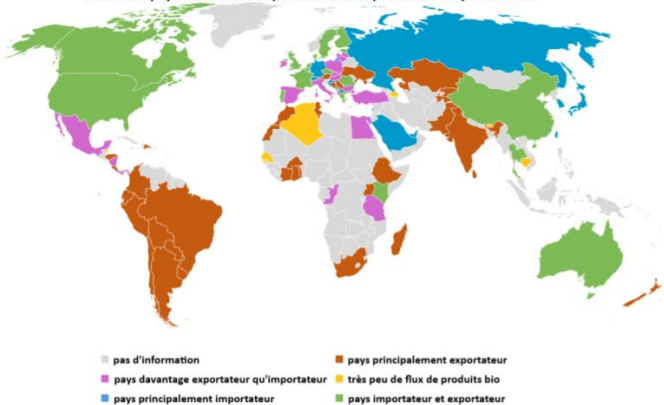 pas d'information
pays principalement exportateur
pays davantage exportateur qu'importateur
très peu de flux de produits bio
pays principalement importateur
pays importateur et exportateur